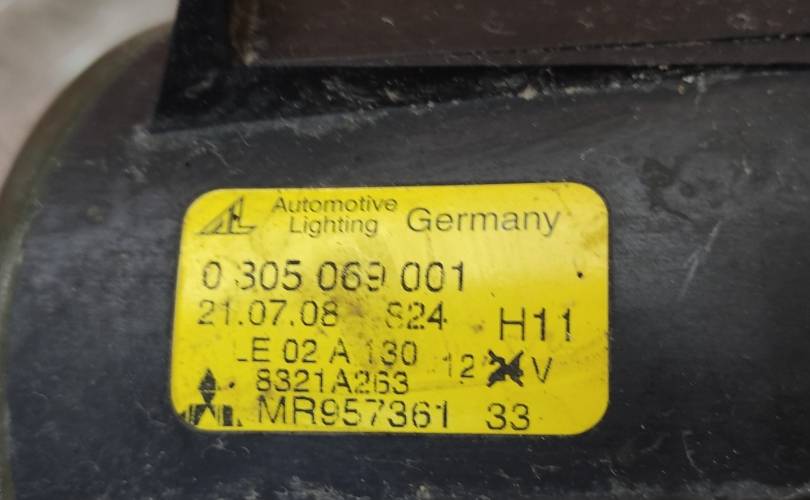 AL Automotive Lighting Germany
0 305 069 001
21.07.08 824 H11
LE 02 A 130 12 V
8321A263
MR957361 33